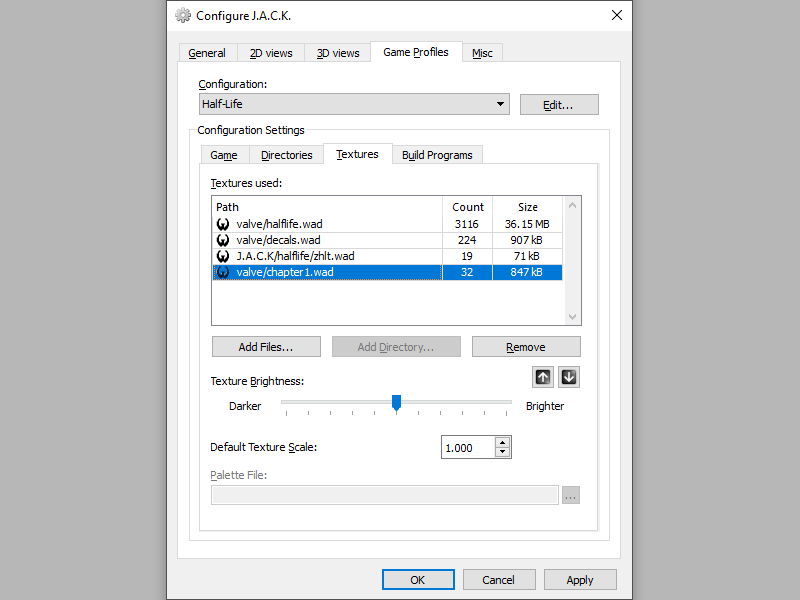 Configure J.A.C.K.
General 2D views 3D views Game Profiles Misc
Configuration:
Half-Life Edit...
Configuration Settings
Game Directories Textures Build Programs
Textures used:
Path Count Size
valve/halflife.wad 3116 36.15 MB
valve/decals.wad 224 907 kB
J.A.C.K/halflife/zhlt.wad 19 71 kB
valve/chapter1.wad 32 847 kB
Add Files... Add Directory... Remove
Texture Brightness:
Darker Brighter
Default Texture Scale: 1.000
Palette File:
...
OK Cancel Apply